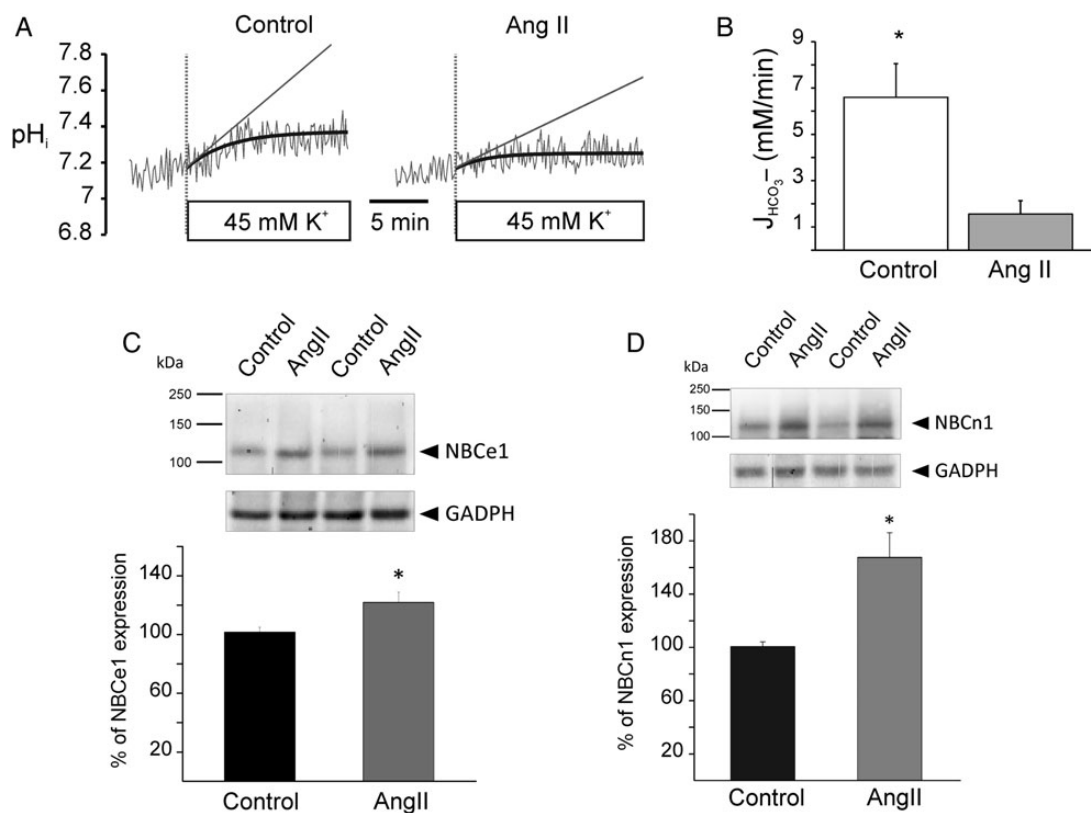 A
Control
Ang II
7.8
7.6
7.4
7.2
7
6.8
pHi
45 mM K⁺
5 min
45 mM K⁺
B
*
9
7
5
3
1
J HCO₃⁻ (mM/min)
Control
Ang II
C
kDa
Control
AngII
Control
AngII
250
150
100
NBCe1
GADPH
% of NBCe1 expression
140
100
60
20
*
Control
AngII
D
kDa
Control
AngII
Control
AngII
250
150
100
NBCn1
GADPH
% of NBCn1 expression
180
140
100
60
20
*
Control
AngII